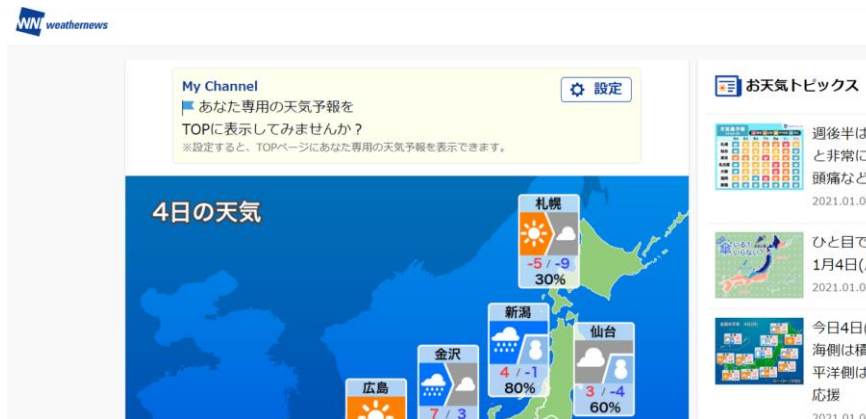 WNI weathernews
My Channel
あなた専用の天気予報を
TOPに表示してみませんか？
※設定すると、TOPページにあなた専用の天気予報を表示できます。
設定
4日の天気
札幌
-5 / -9
30%
新潟
4 / -1
80%
仙台
3 / -4
60%
金沢
7 / 3
広島
お天気トピックス
週後半は
と非常に
頭痛など
2021.01.0
ひと目で
1月4日(
2021.01.0
今日4日(
海側は積
平洋側は
応援
2021.01.0